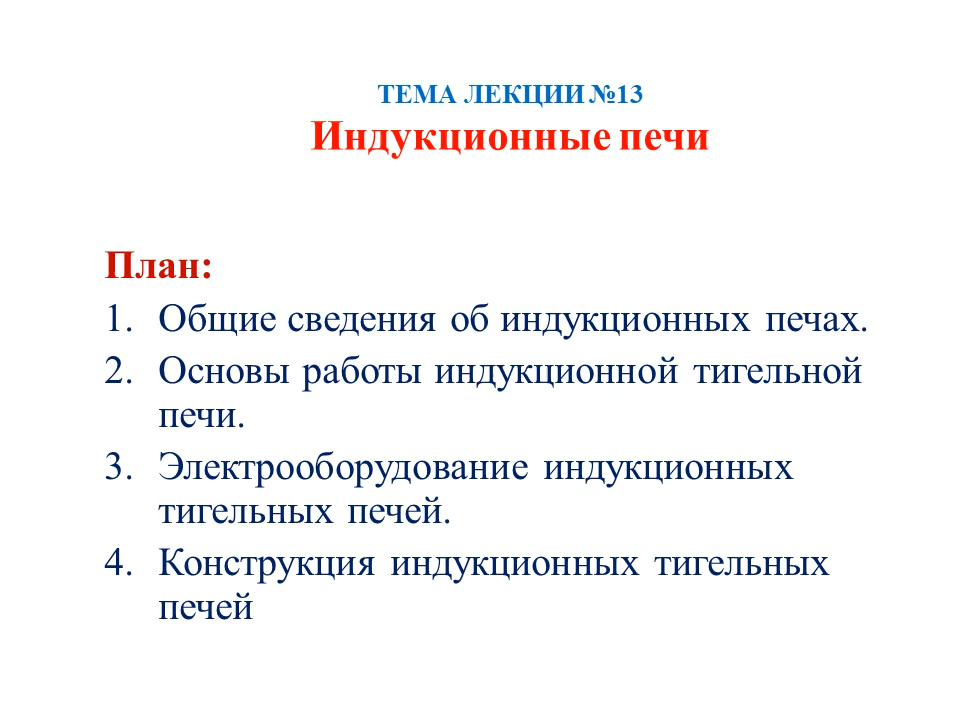 ТЕМА ЛЕКЦИИ №13
Индукционные печи
План:
1. Общие сведения об индукционных печах.
2. Основы работы индукционной тигельной
печи.
3. Электрооборудование индукционных
тигельных печей.
4. Конструкция индукционных тигельных
печей